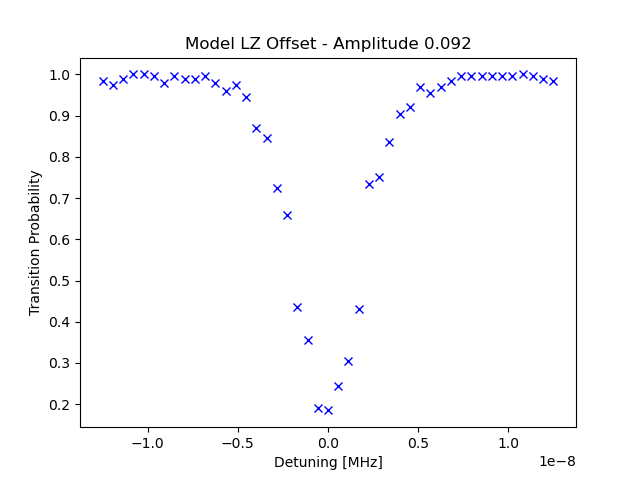 Model LZ Offset - Amplitude 0.092
1.0
0.9
0.8
0.7
0.6
0.5
0.4
0.3
0.2
Transition Probability
−1.0 −0.5 0.0 0.5 1.0
1e−8
Detuning [MHz]